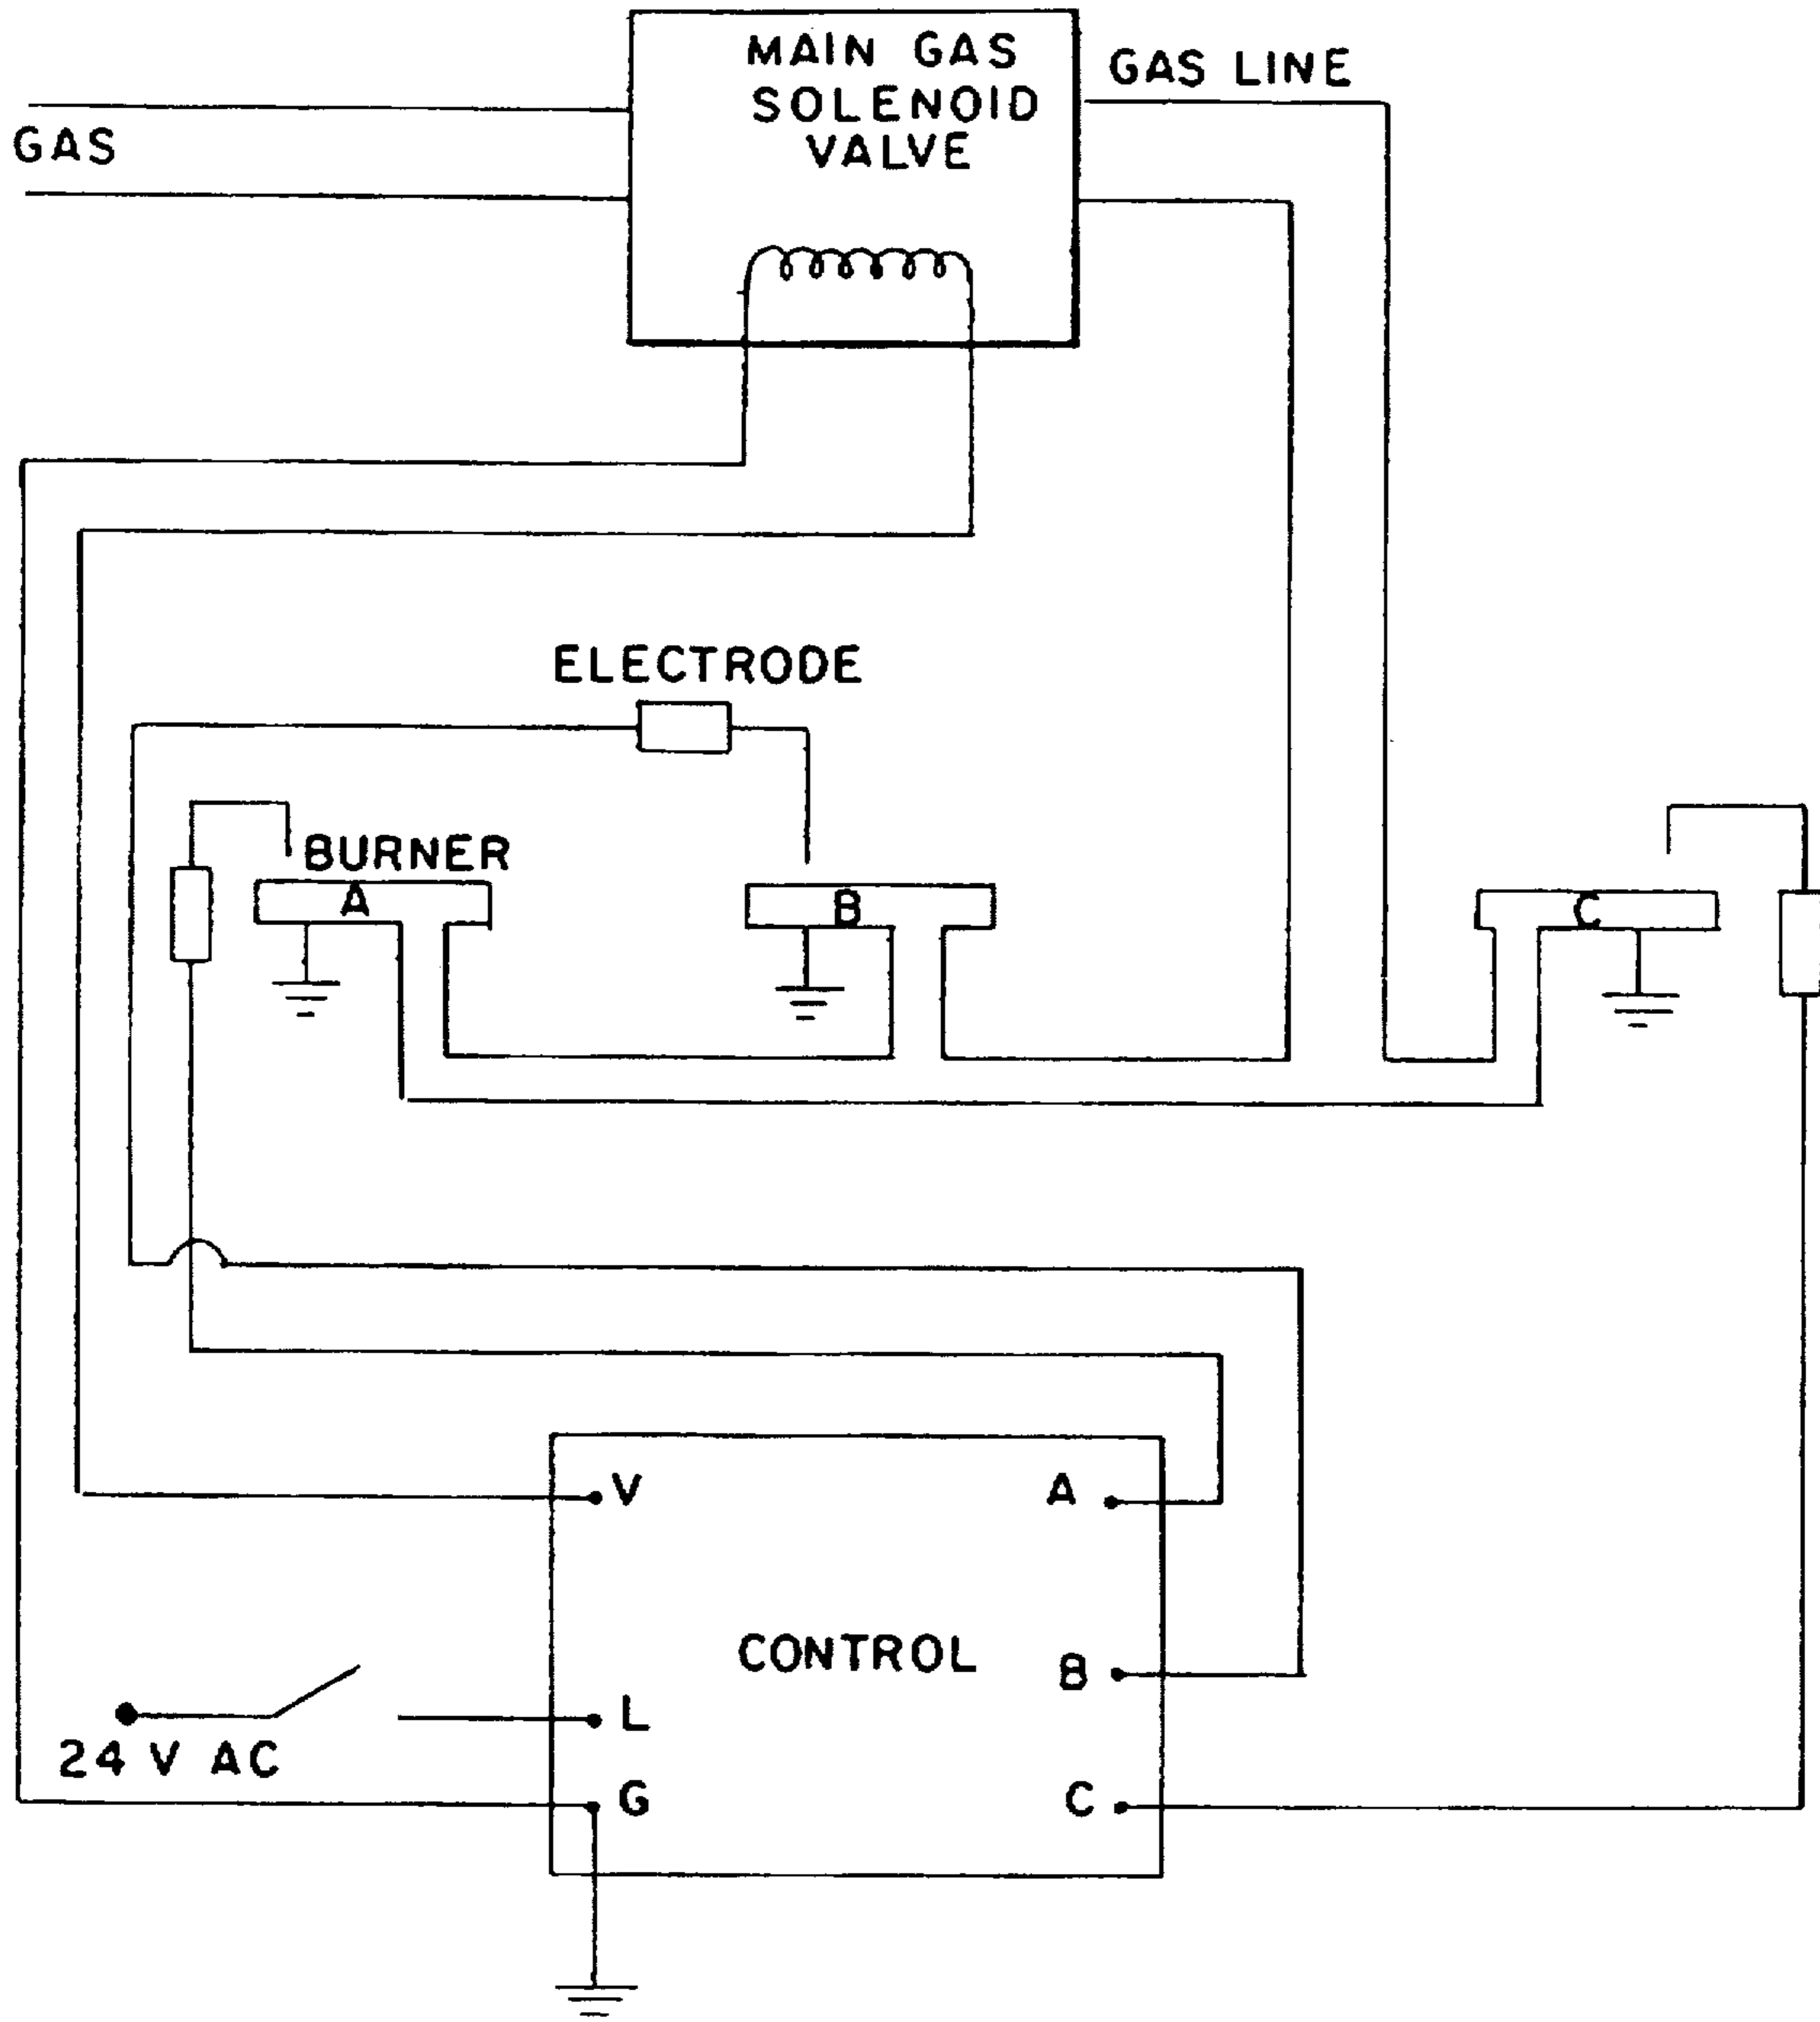 MAIN GAS
SOLENOID
VALVE
GAS LINE
GAS
ELECTRODE
BURNER
A
B
C
V
A
CONTROL
B
L
24 V AC
G
C